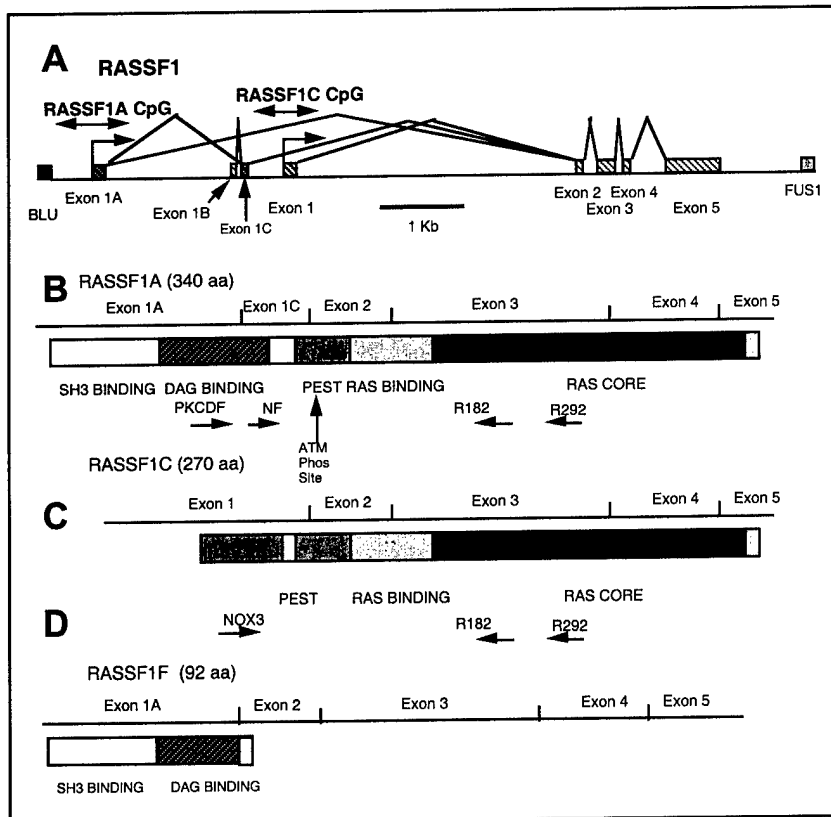 A
RASSF1
RASSF1A CpG
RASSF1C CpG
BLU
Exon 1A
Exon 1B
Exon 1C
Exon 1
1 Kb
Exon 2
Exon 3
Exon 4
Exon 5
FUS1
B
RASSF1A (340 aa)
Exon 1A Exon 1C Exon 2 Exon 3 Exon 4 Exon 5
SH3 BINDING DAG BINDING PEST RAS BINDING RAS CORE
PKCDF NF R182 R292
ATM
Phos
Site
RASSF1C (270 aa)
C
Exon 1 Exon 2 Exon 3 Exon 4 Exon 5
PEST RAS BINDING RAS CORE
NOX3 R182 R292
D
RASSF1F (92 aa)
Exon 1A Exon 2 Exon 3 Exon 4 Exon 5
SH3 BINDING DAG BINDING